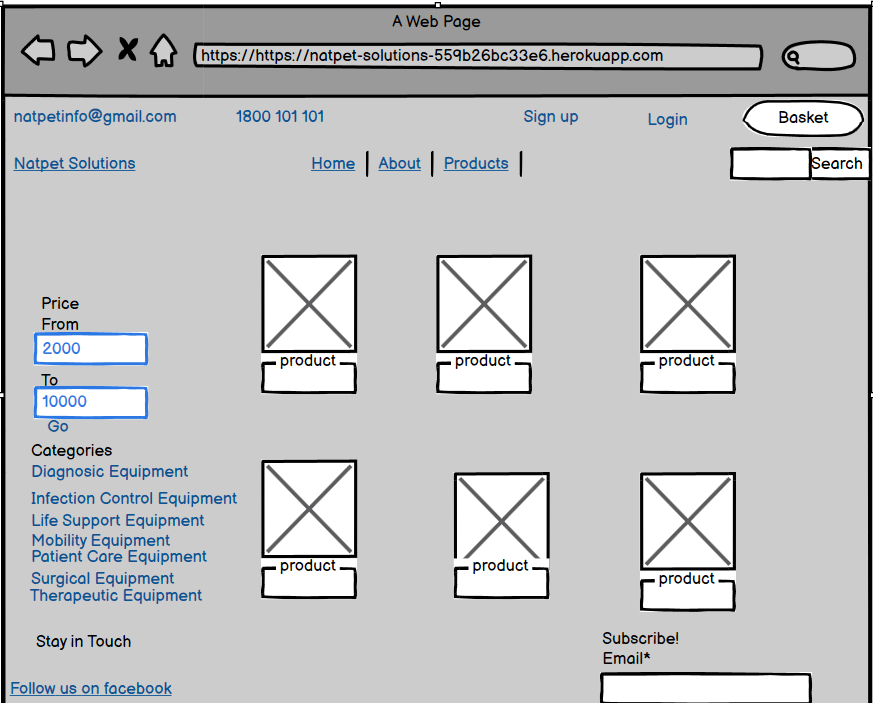 A Web Page
https://https://natpet-solutions-559b26bc33e6.herokuapp.com
natpetinfo@gmail.com 1800 101 101 Sign up Login Basket
Natpet Solutions Home About Products Search
Price
From
2000
To
10000
Go
Categories
Diagnosic Equipment
Infection Control Equipment
Life Support Equipment
Mobility Equipment
Patient Care Equipment
Surgical Equipment
Therapeutic Equipment
product product product
product product product
Stay in Touch
Follow us on facebook
Subscribe!
Email*